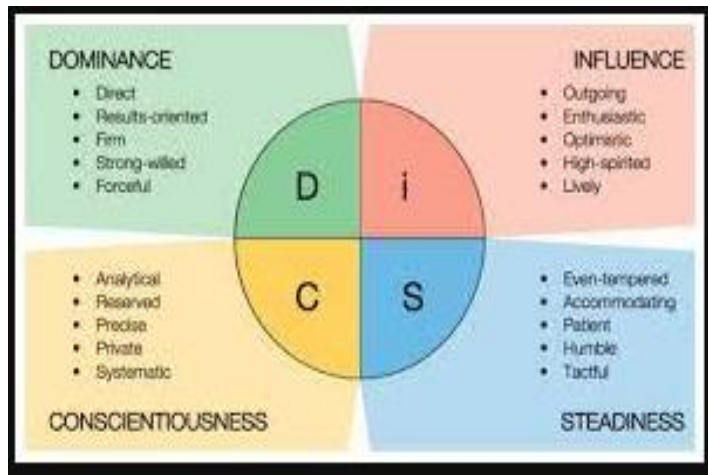 DOMINANCE
• Direct
• Results-oriented
• Firm
• Strong-willed
• Forceful
INFLUENCE
• Outgoing
• Enthusiastic
• Optimistic
• High-spirited
• Lively
D
i
C
S
• Analytical
• Reserved
• Precise
• Private
• Systematic
CONSCIENTIOUSNESS
• Even-tempered
• Accommodating
• Patient
• Humble
• Tactful
STEADINESS